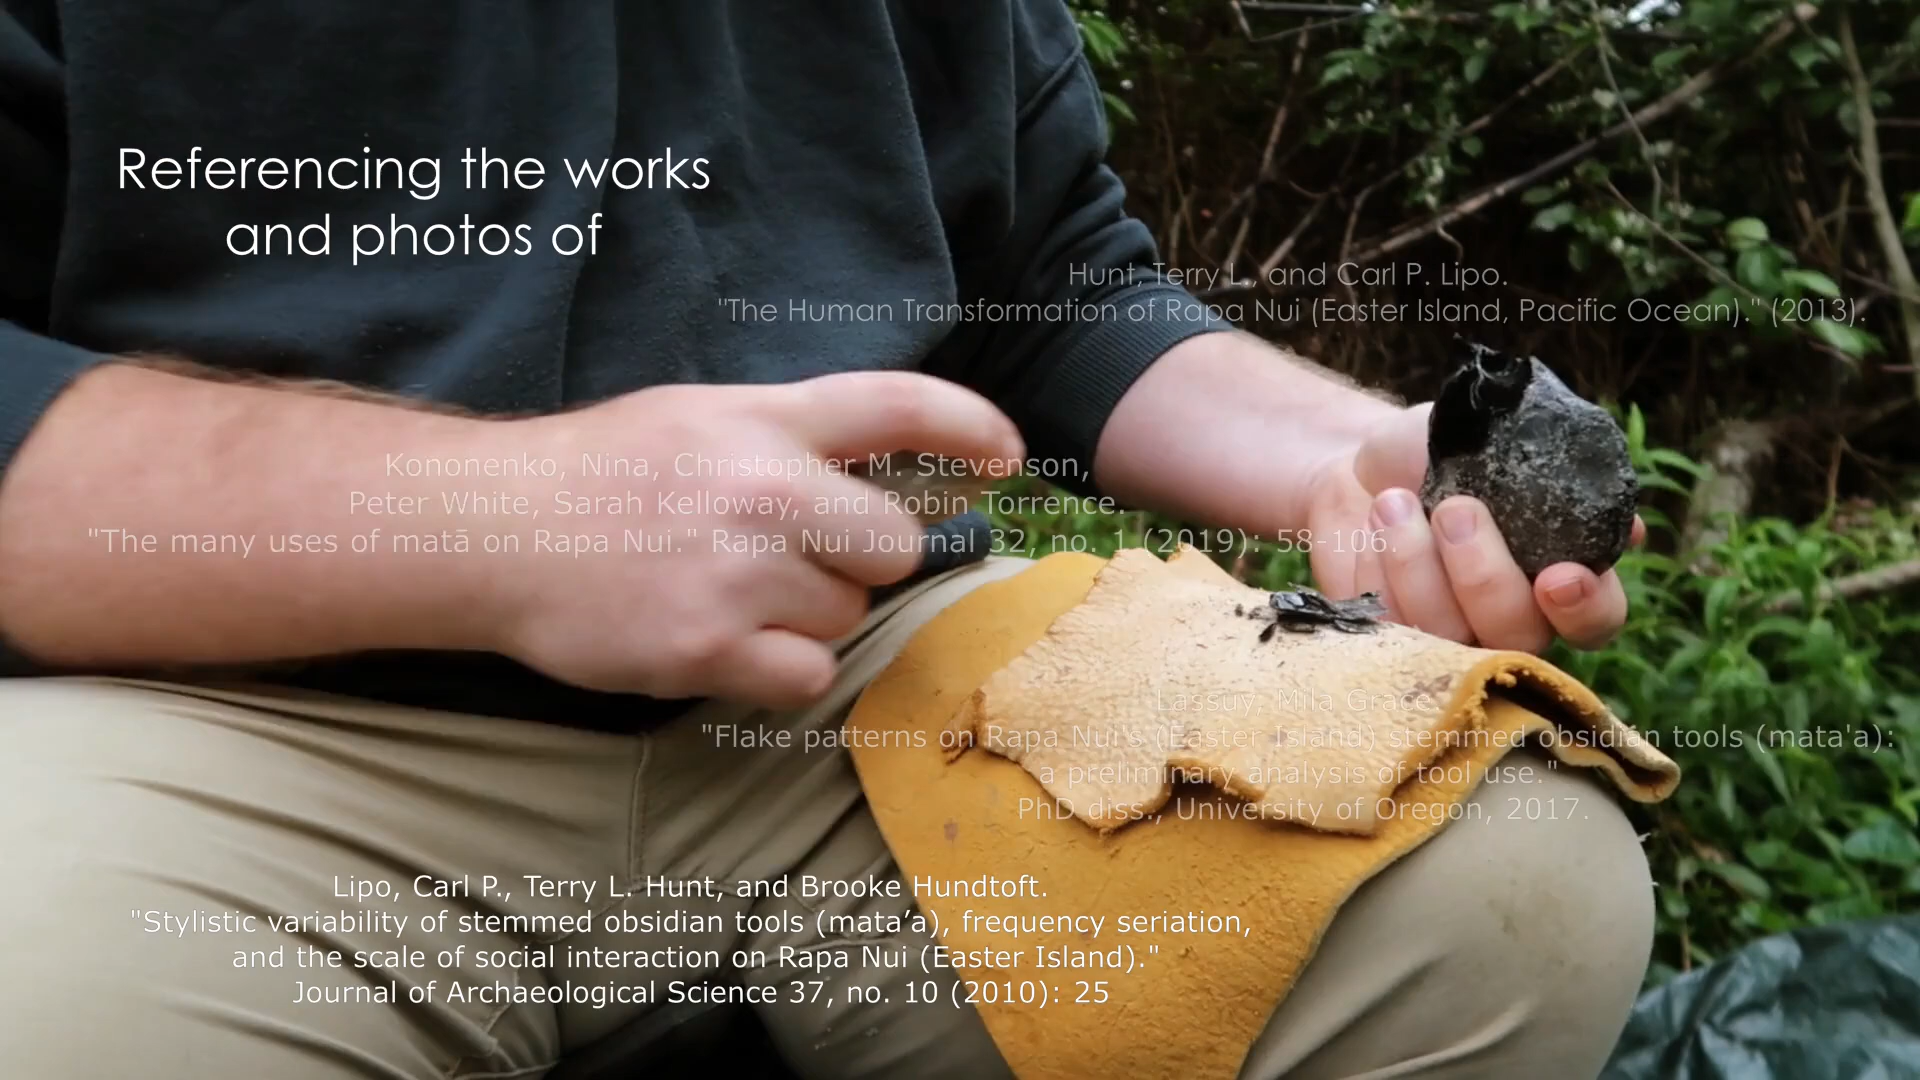 Referencing the works
and photos of
Hunt, Terry L., and Carl P. Lipo.
"The Human Transformation of Rapa Nui (Easter Island, Pacific Ocean)." (2013).
Kononenko, Nina, Christopher M. Stevenson,
Peter White, Sarah Kelloway, and Robin Torrence.
"The many uses of matā on Rapa Nui." Rapa Nui Journal 32, no. 1 (2019): 58-106.
Lassuy, Mila Grace.
"Flake patterns on Rapa Nui's (Easter Island) stemmed obsidian tools (mata'a):
a preliminary analysis of tool use."
PhD diss., University of Oregon, 2017.
Lipo, Carl P., Terry L. Hunt, and Brooke Hundtoft.
"Stylistic variability of stemmed obsidian tools (mata’a), frequency seriation,
and the scale of social interaction on Rapa Nui (Easter Island)."
Journal of Archaeological Science 37, no. 10 (2010): 25